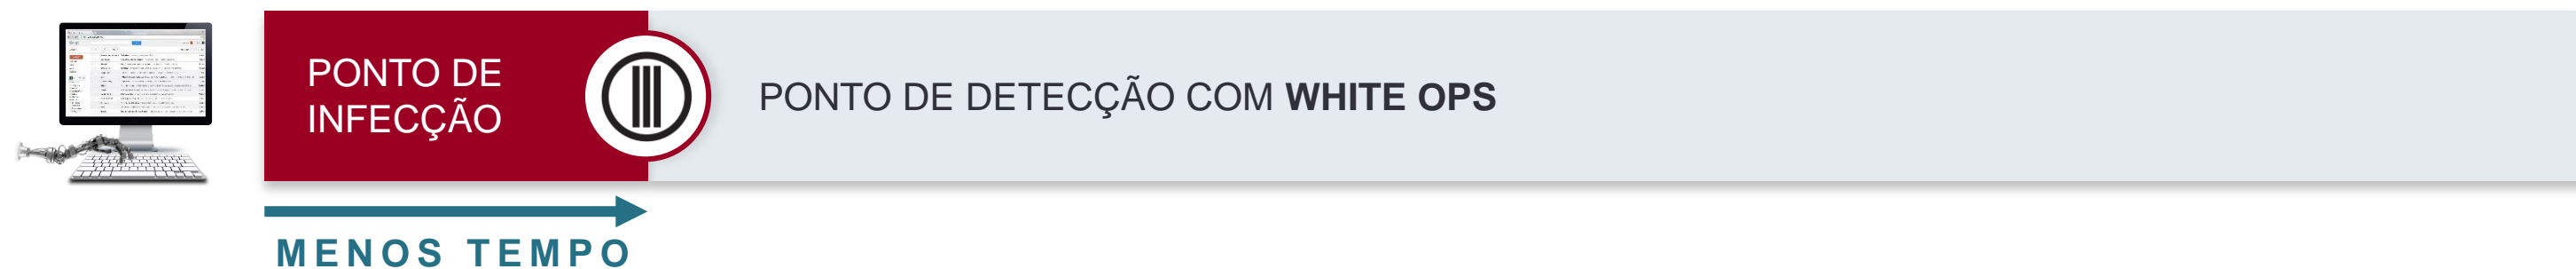 PONTO DE
INFECÇÃO
PONTO DE DETECÇÃO COM WHITE OPS
MENOS TEMPO